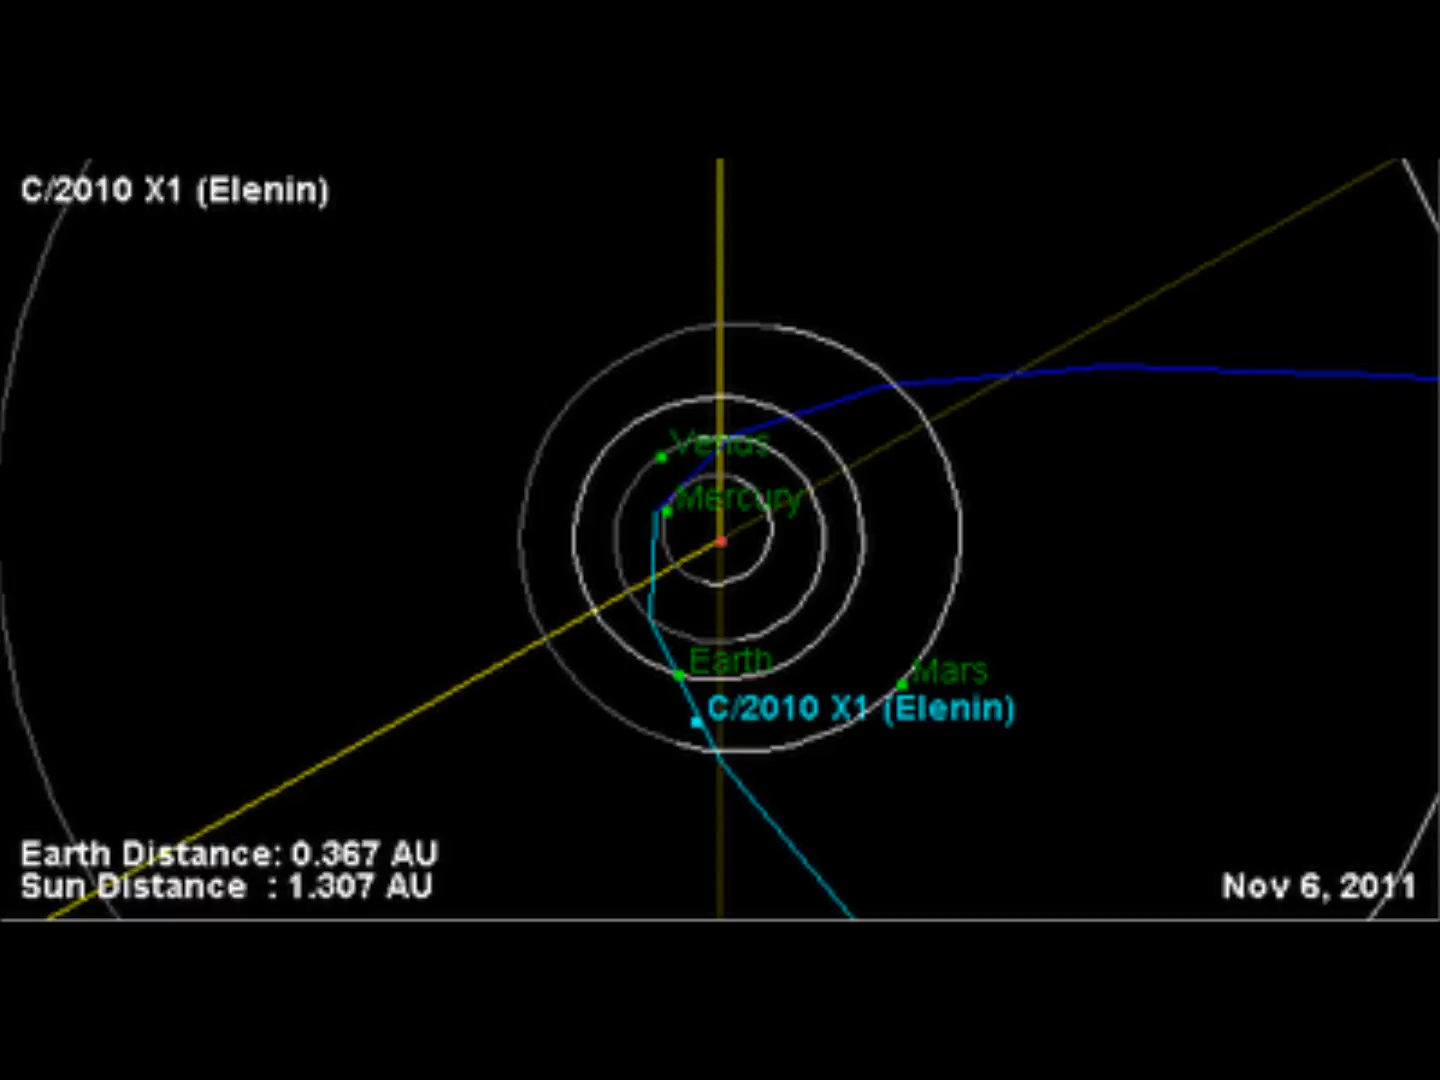 C/2010 X1 (Elenin)
Venus
Mercury
Earth
Mars
C/2010 X1 (Elenin)
Earth Distance: 0.367 AU
Sun Distance : 1.307 AU
Nov 6, 2011